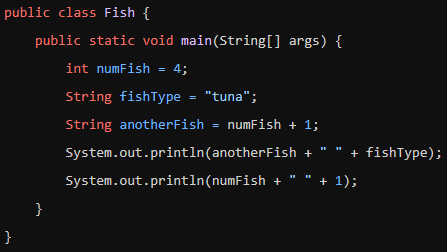 public class Fish {
public static void main(String[] args) {
int numFish = 4;
String fishType = "tuna";
String anotherFish = numFish + 1;
System.out.println(anotherFish + " " + fishType);
System.out.println(numFish + " " + 1);
}
}